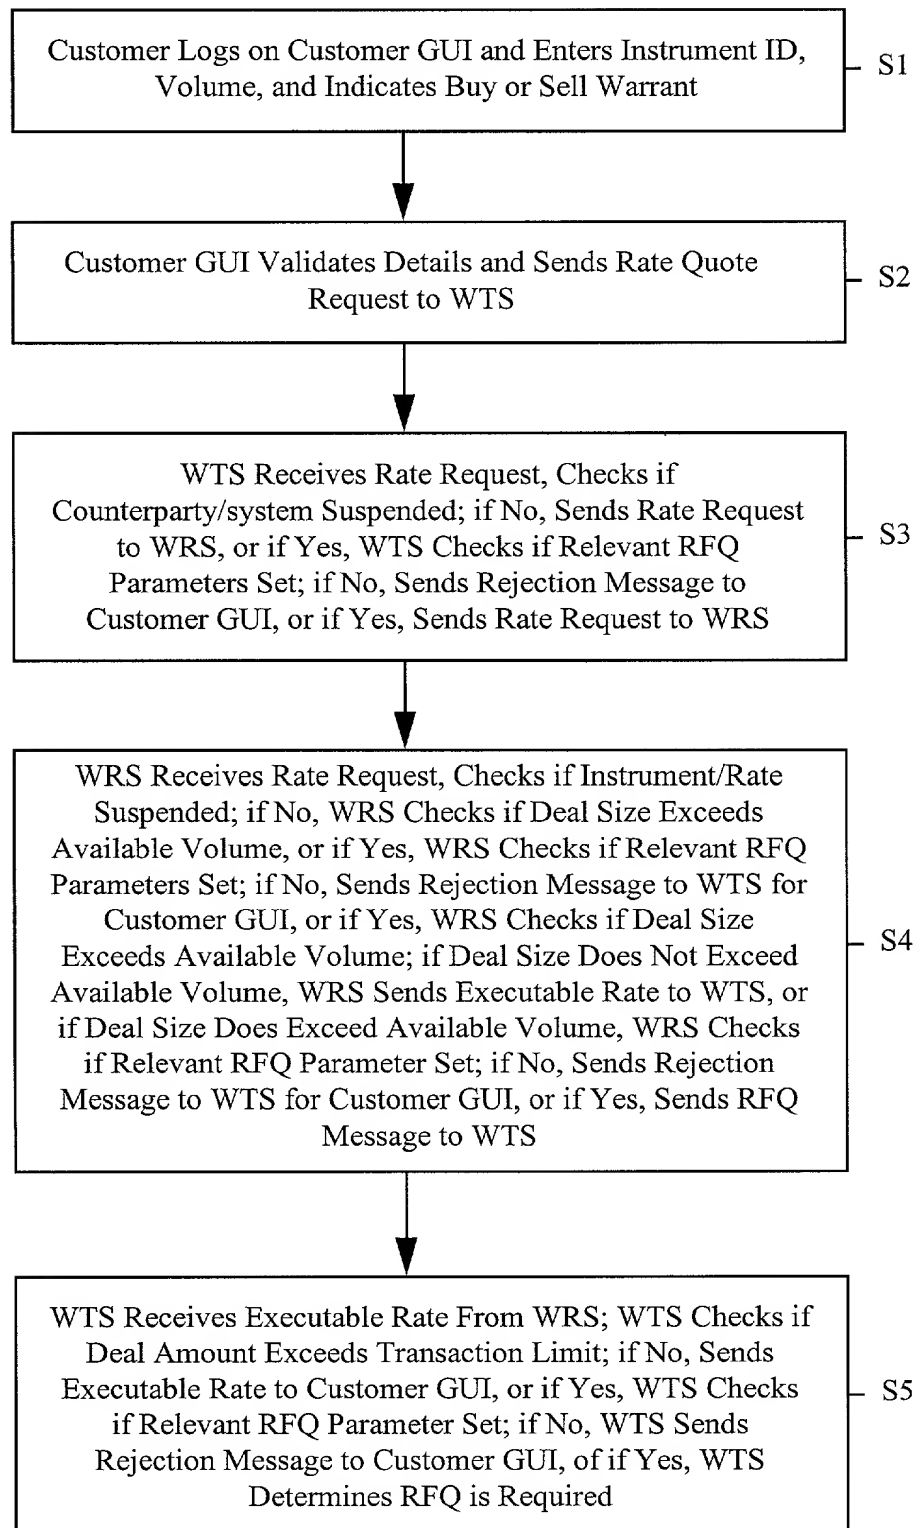 Customer Logs on Customer GUI and Enters Instrument ID,
Volume, and Indicates Buy or Sell Warrant
S1
Customer GUI Validates Details and Sends Rate Quote
Request to WTS
S2
WTS Receives Rate Request, Checks if
Counterparty/system Suspended; if No, Sends Rate Request
to WRS, or if Yes, WTS Checks if Relevant RFQ
Parameters Set; if No, Sends Rejection Message to
Customer GUI, or if Yes, Sends Rate Request to WRS
S3
WRS Receives Rate Request, Checks if Instrument/Rate
Suspended; if No, WRS Checks if Deal Size Exceeds
Available Volume, or if Yes, WRS Checks if Relevant RFQ
Parameters Set; if No, Sends Rejection Message to WTS for
Customer GUI, or if Yes, WRS Checks if Deal Size
Exceeds Available Volume; if Deal Size Does Not Exceed
Available Volume, WRS Sends Executable Rate to WTS, or
if Deal Size Does Exceed Available Volume, WRS Checks
if Relevant RFQ Parameter Set; if No, Sends Rejection
Message to WTS for Customer GUI, or if Yes, Sends RFQ
Message to WTS
S4
WTS Receives Executable Rate From WRS; WTS Checks if
Deal Amount Exceeds Transaction Limit; if No, Sends
Executable Rate to Customer GUI, or if Yes, WTS Checks
if Relevant RFQ Parameter Set; if No, WTS Sends
Rejection Message to Customer GUI, of if Yes, WTS
Determines RFQ is Required
S5